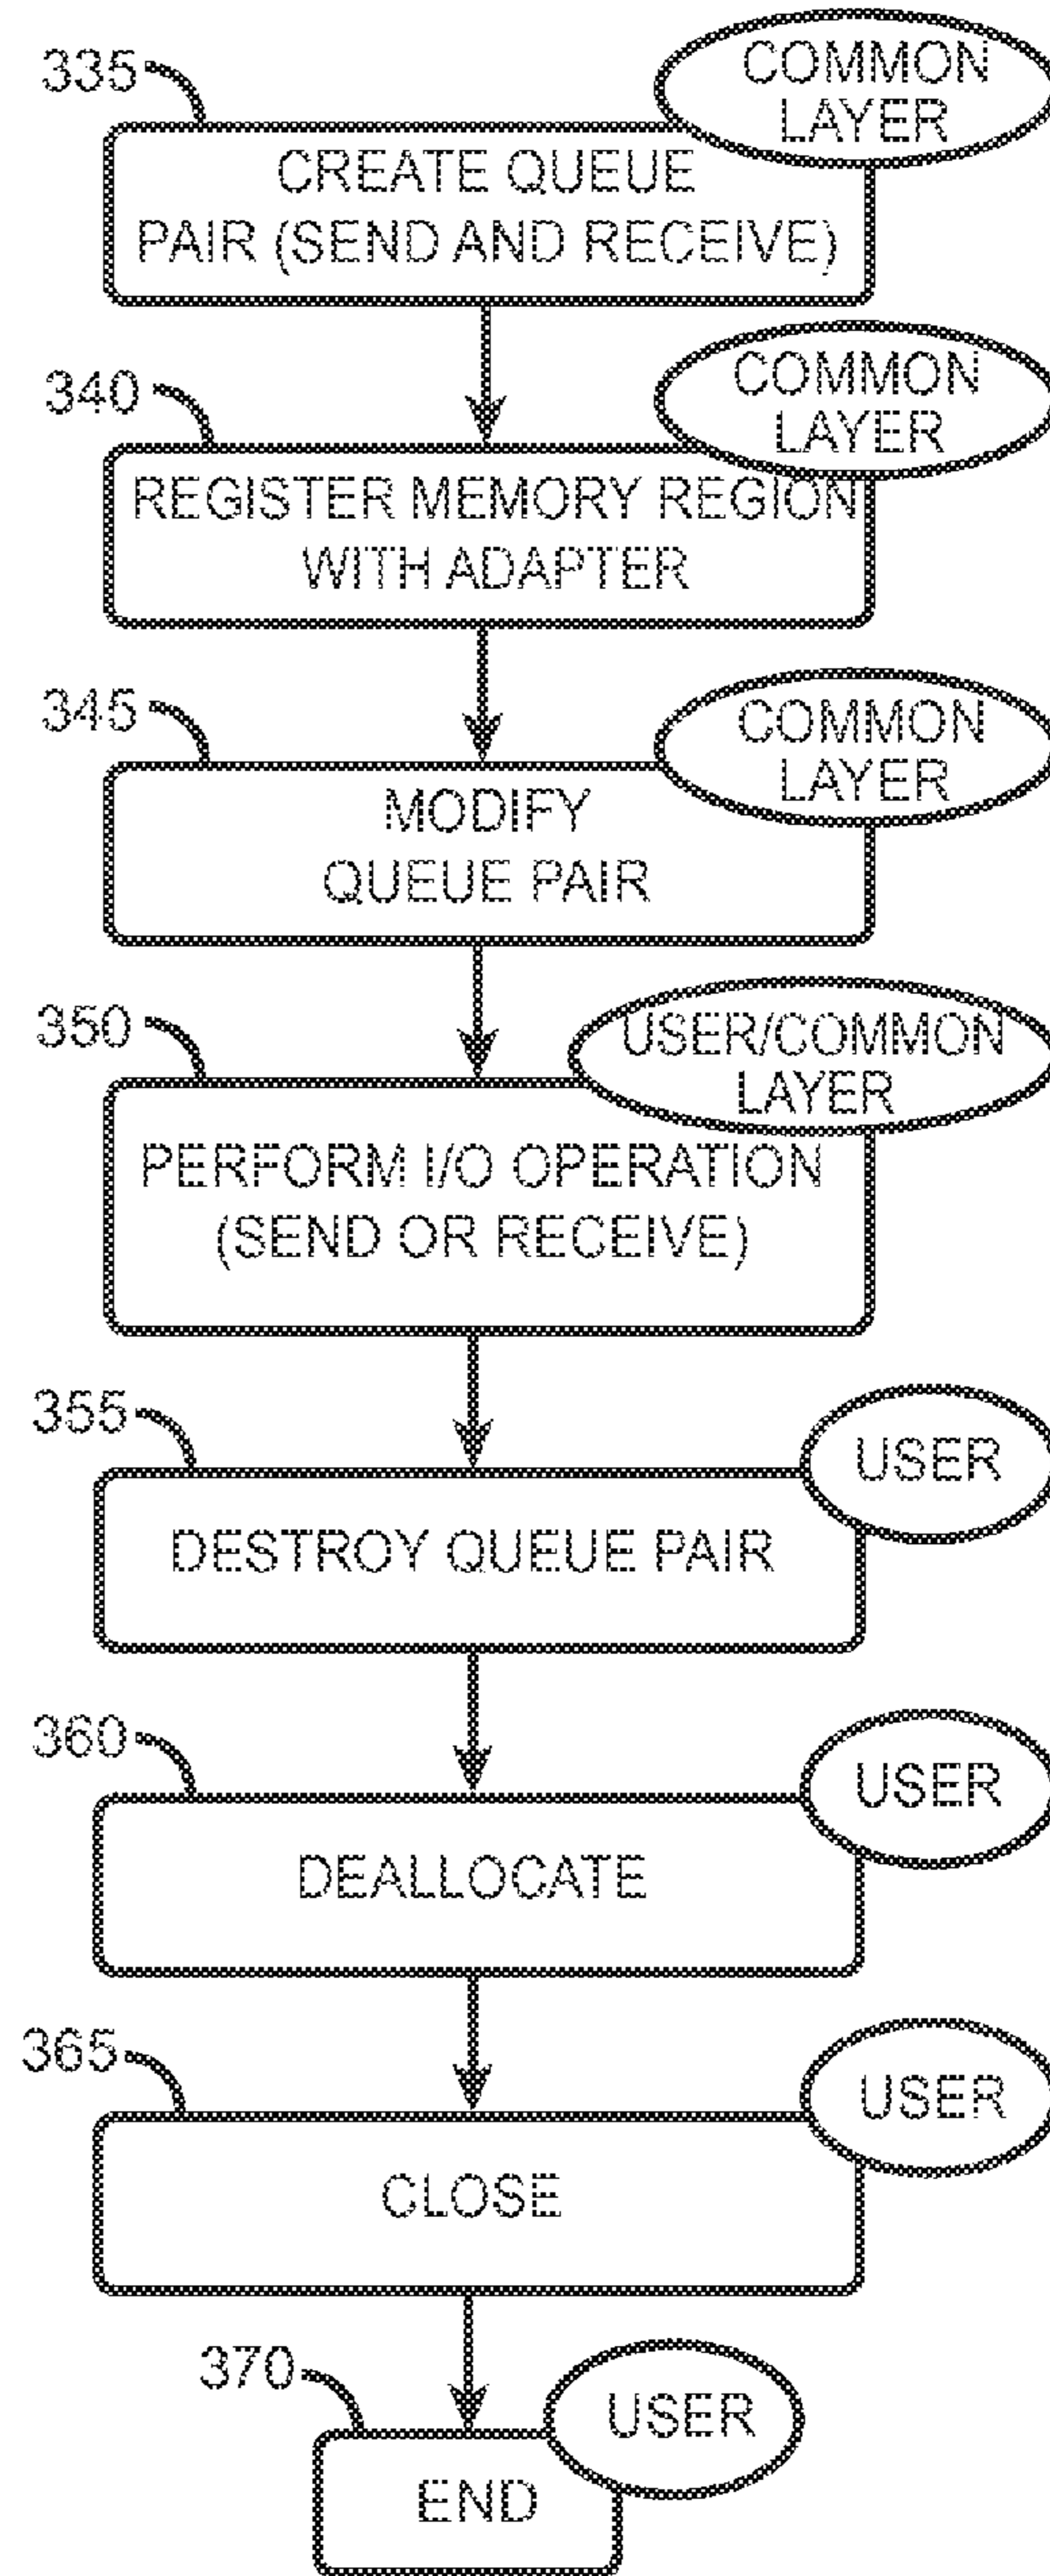 335
COMMON
LAYER
CREATE QUEUE
PAIR (SEND AND RECEIVE)
340
COMMON
LAYER
REGISTER MEMORY REGION
WITH ADAPTER
345
COMMON
LAYER
MODIFY
QUEUE PAIR
350
USER/COMMON
LAYER
PERFORM I/O OPERATION
(SEND OR RECEIVE)
355
USER
DESTROY QUEUE PAIR
360
USER
DEALLOCATE
365
USER
CLOSE
370
USER
END